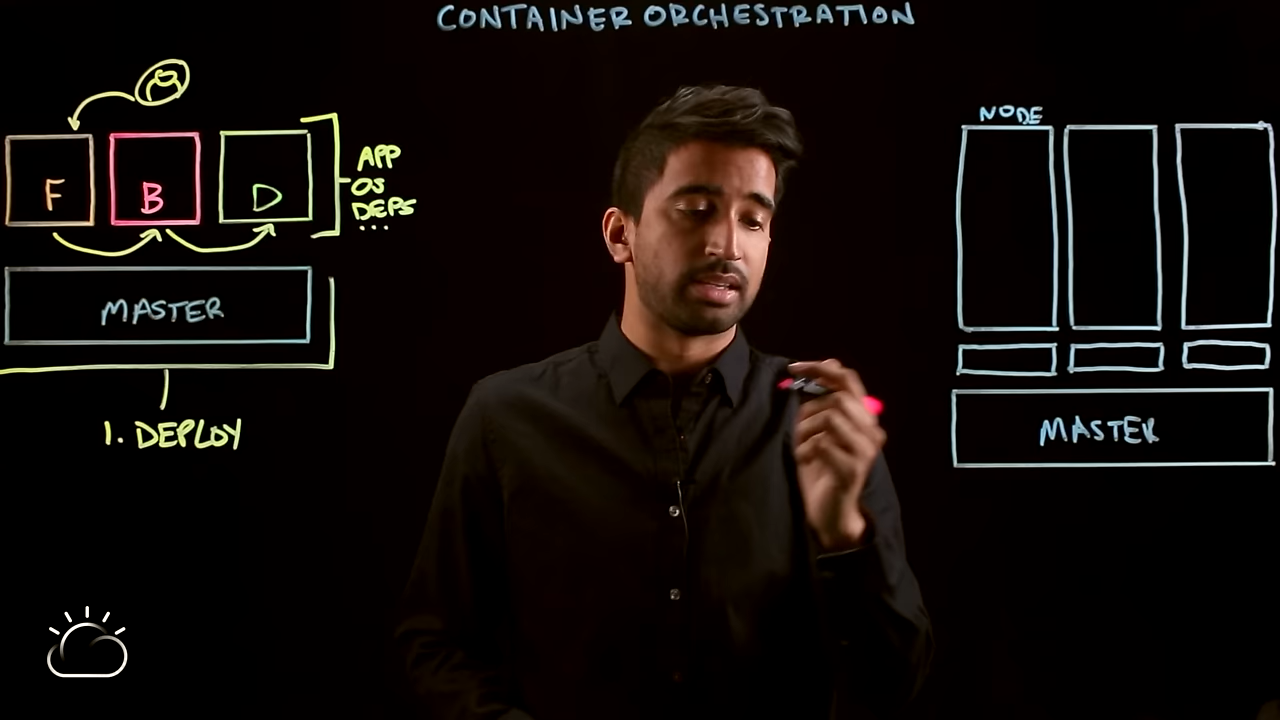 CONTAINER ORCHESTRATION
F
B
D
APP
OS
DEPS
...
MASTER
1. DEPLOY
NODE
MASTER